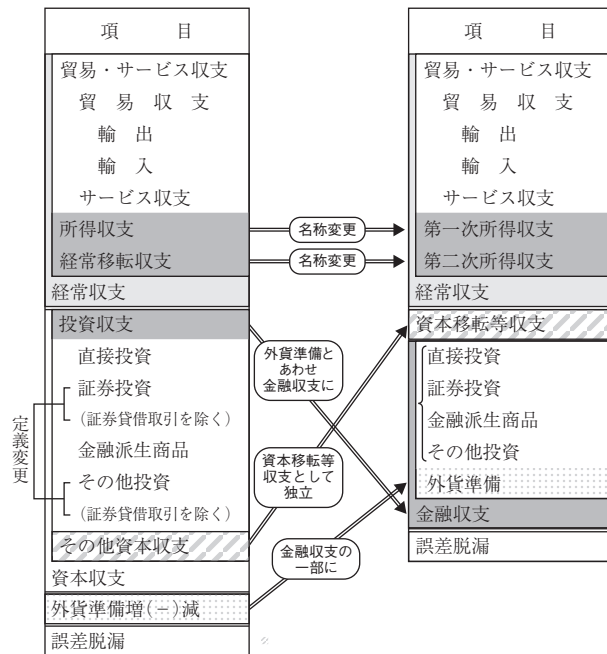 項　目
貿易・サービス収支
貿易収支
輸出
輸入
サービス収支
所得収支
経常移転収支
経常収支
投資収支
直接投資
証券投資
(証券貸借取引を除く)
金融派生商品
その他投資
(証券貸借取引を除く)
その他資本収支
資本収支
外貨準備増(－)減
誤差脱漏
定義変更
名称変更
名称変更
外貨準備と
あわせ
金融収支に
資本移転等
収支として
独立
金融収支の
一部に
項　目
貿易・サービス収支
貿易収支
輸出
輸入
サービス収支
第一次所得収支
第二次所得収支
経常収支
資本移転等収支
直接投資
証券投資
金融派生商品
その他投資
外貨準備
金融収支
誤差脱漏